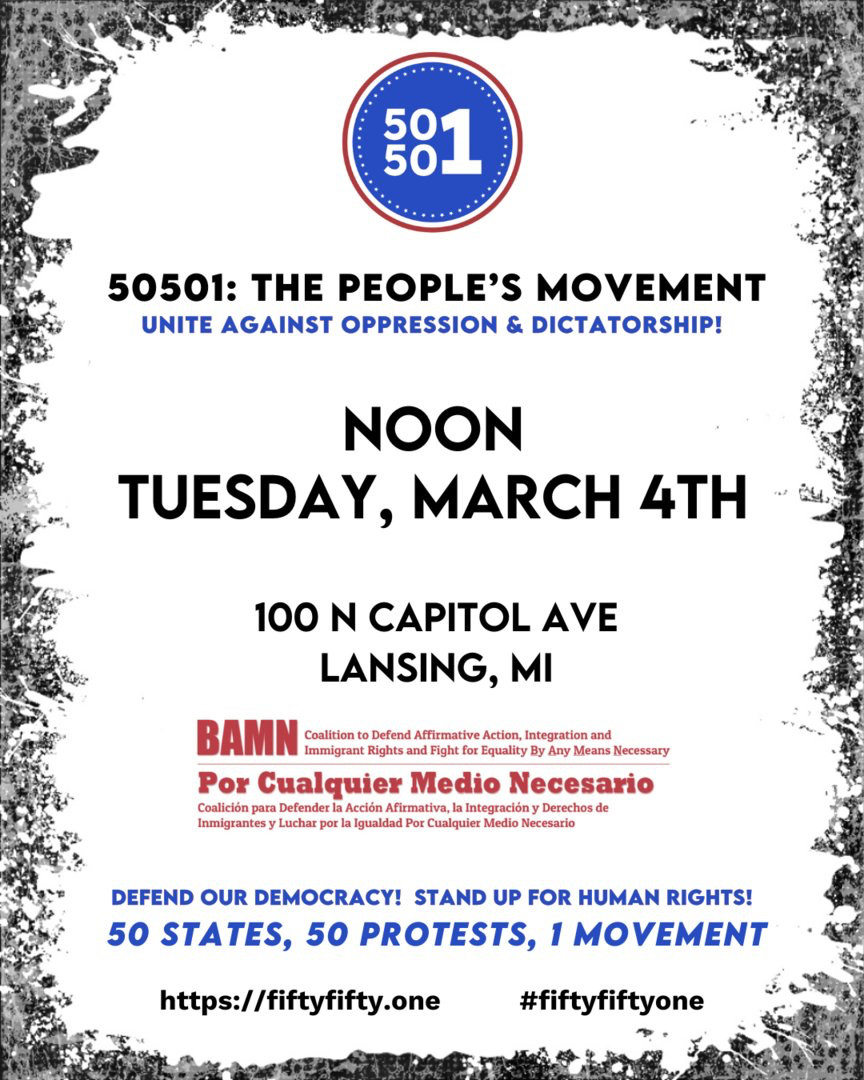 50
50
1
50501: THE PEOPLE'S MOVEMENT
UNITE AGAINST OPPRESSION & DICTATORSHIP!
NOON
TUESDAY, MARCH 4TH
100 N CAPITOL AVE
LANSING, MI
BAMN
Coalition to Defend Affirmative Action, Integration and
Immigrant Rights and Fight for Equality By Any Means Necessary
Por Cualquier Medio Necesario
Coalición para Defender la Acción Afirmativa, la Integración y Derechos de
Inmigrantes y Luchar por la Igualdad Por Cualquier Medio Necesario
DEFEND OUR DEMOCRACY! STAND UP FOR HUMAN RIGHTS!
50 STATES, 50 PROTESTS, 1 MOVEMENT
https://fiftyfifty.one #fiftyfiftyone